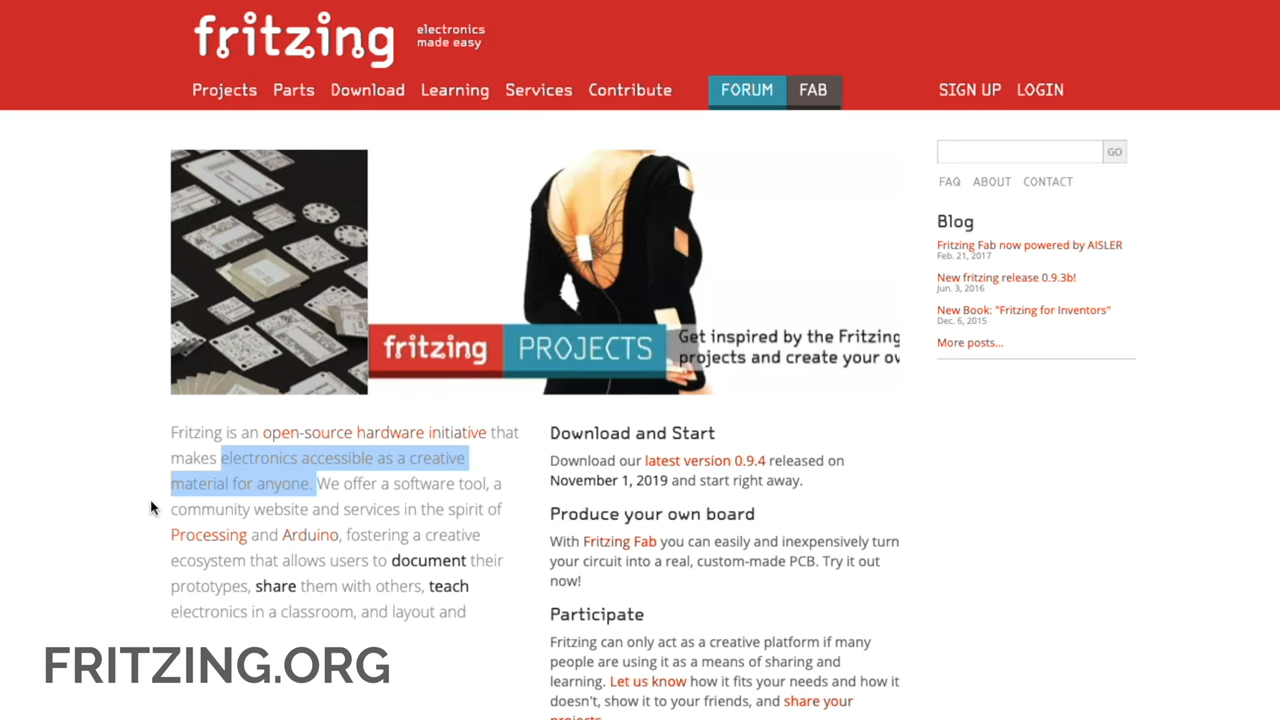 fritzing
electronics
made easy
Projects Parts Download Learning Services Contribute FORUM FAB SIGN UP LOGIN
GO
FAQ ABOUT CONTACT
Blog
Fritzing Fab now powered by AISLER
Feb. 21, 2017
New fritzing release 0.9.3b!
Jun. 3, 2016
New Book: "Fritzing for Inventors"
Dec. 6, 2015
More posts...
fritzing PROJECTS
Get inspired by the Fritzing
projects and create your ow
Fritzing is an open-source hardware initiative that
makes electronics accessible as a creative
material for anyone. We offer a software tool, a
community website and services in the spirit of
Processing and Arduino, fostering a creative
ecosystem that allows users to document their
prototypes, share them with others, teach
electronics in a classroom, and layout and
Download and Start
Download our latest version 0.9.4 released on
November 1, 2019 and start right away.
Produce your own board
With Fritzing Fab you can easily and inexpensively turn
your circuit into a real, custom-made PCB. Try it out
now!
Participate
Fritzing can only act as a creative platform if many
people are using it as a means of sharing and
learning. Let us know how it fits your needs and how it
doesn't, show it to your friends, and share your
projects.
FRITZING.ORG